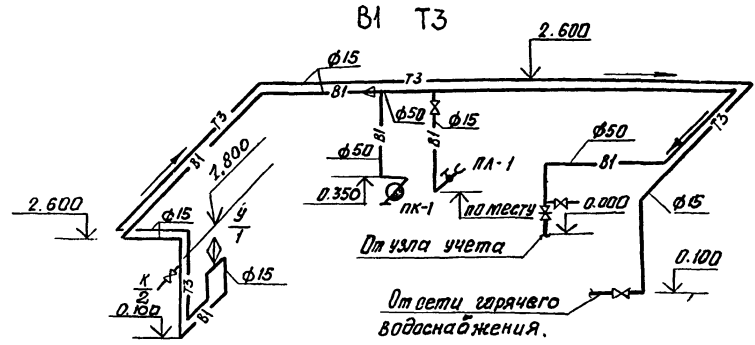 В1 Т3
2.600
ф15
Т3
В1
ф50
ф15
Т3
В1
В1
В1
Т3
ф50
В1
ф50
ПЛ-1
0.350
ПК-1
по месту
0.000
ф15
От узла учета
2.600
1.800
ф15
У
1
К
2
Т3
ф15
0.100
В1
0.100
От сети горячего
водоснабжения.